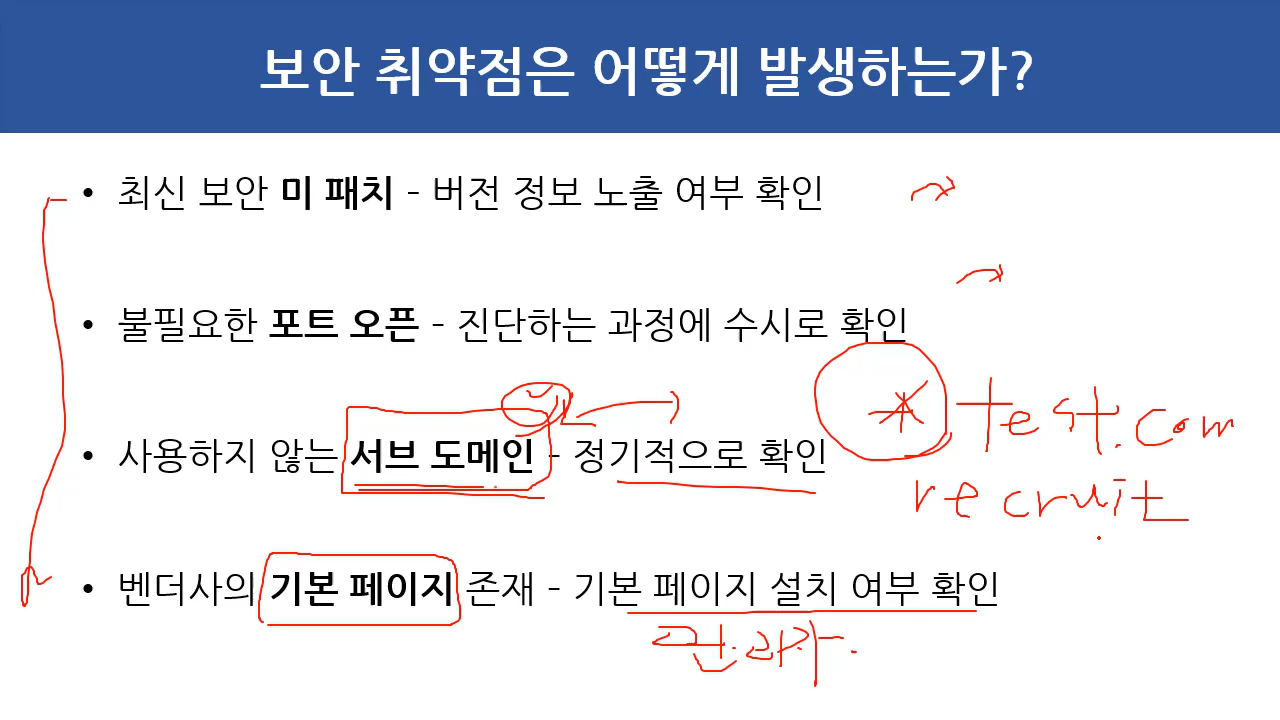 보안 취약점은 어떻게 발생하는가?
• 최신 보안 미 패치 - 버전 정보 노출 여부 확인
• 불필요한 포트 오픈 - 진단하는 과정에 수시로 확인
• 사용하지 않는 서브 도메인 - 정기적으로 확인
* test.com
recruit
• 벤더사의 기본 페이지 존재 - 기본 페이지 설치 여부 확인